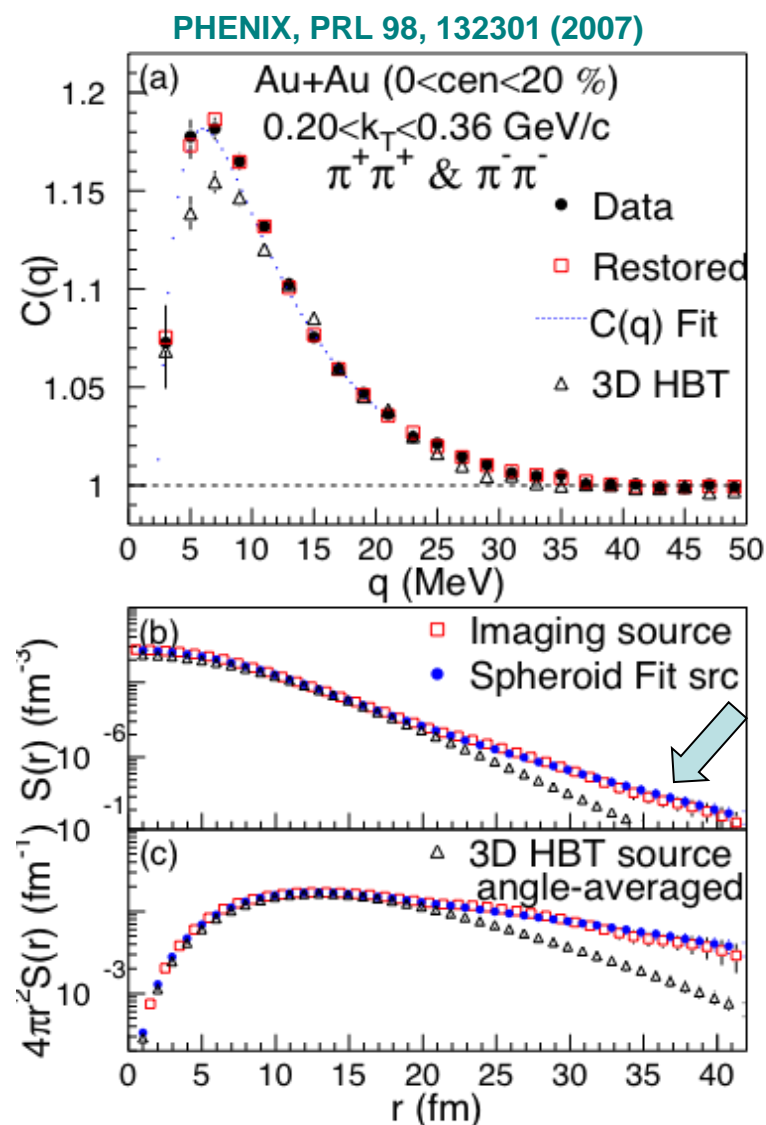 PHENIX, PRL 98, 132301 (2007)
(a)
Au+Au (0<cen<20 %)
0.20<k_T<0.36 GeV/c
π⁺π⁺ & π⁻π⁻
Data
Restored
C(q) Fit
3D HBT
C(q)
1.2
1.15
1.1
1.05
1
0 5 10 15 20 25 30 35 40 45 50
q (MeV)
(b)
Imaging source
Spheroid Fit src
S(r) (fm⁻³)
10⁻⁶
10⁻¹
(c)
3D HBT source
angle-averaged
4πr²S(r) (fm⁻¹)
10⁻³
0 5 10 15 20 25 30 35 40
r (fm)